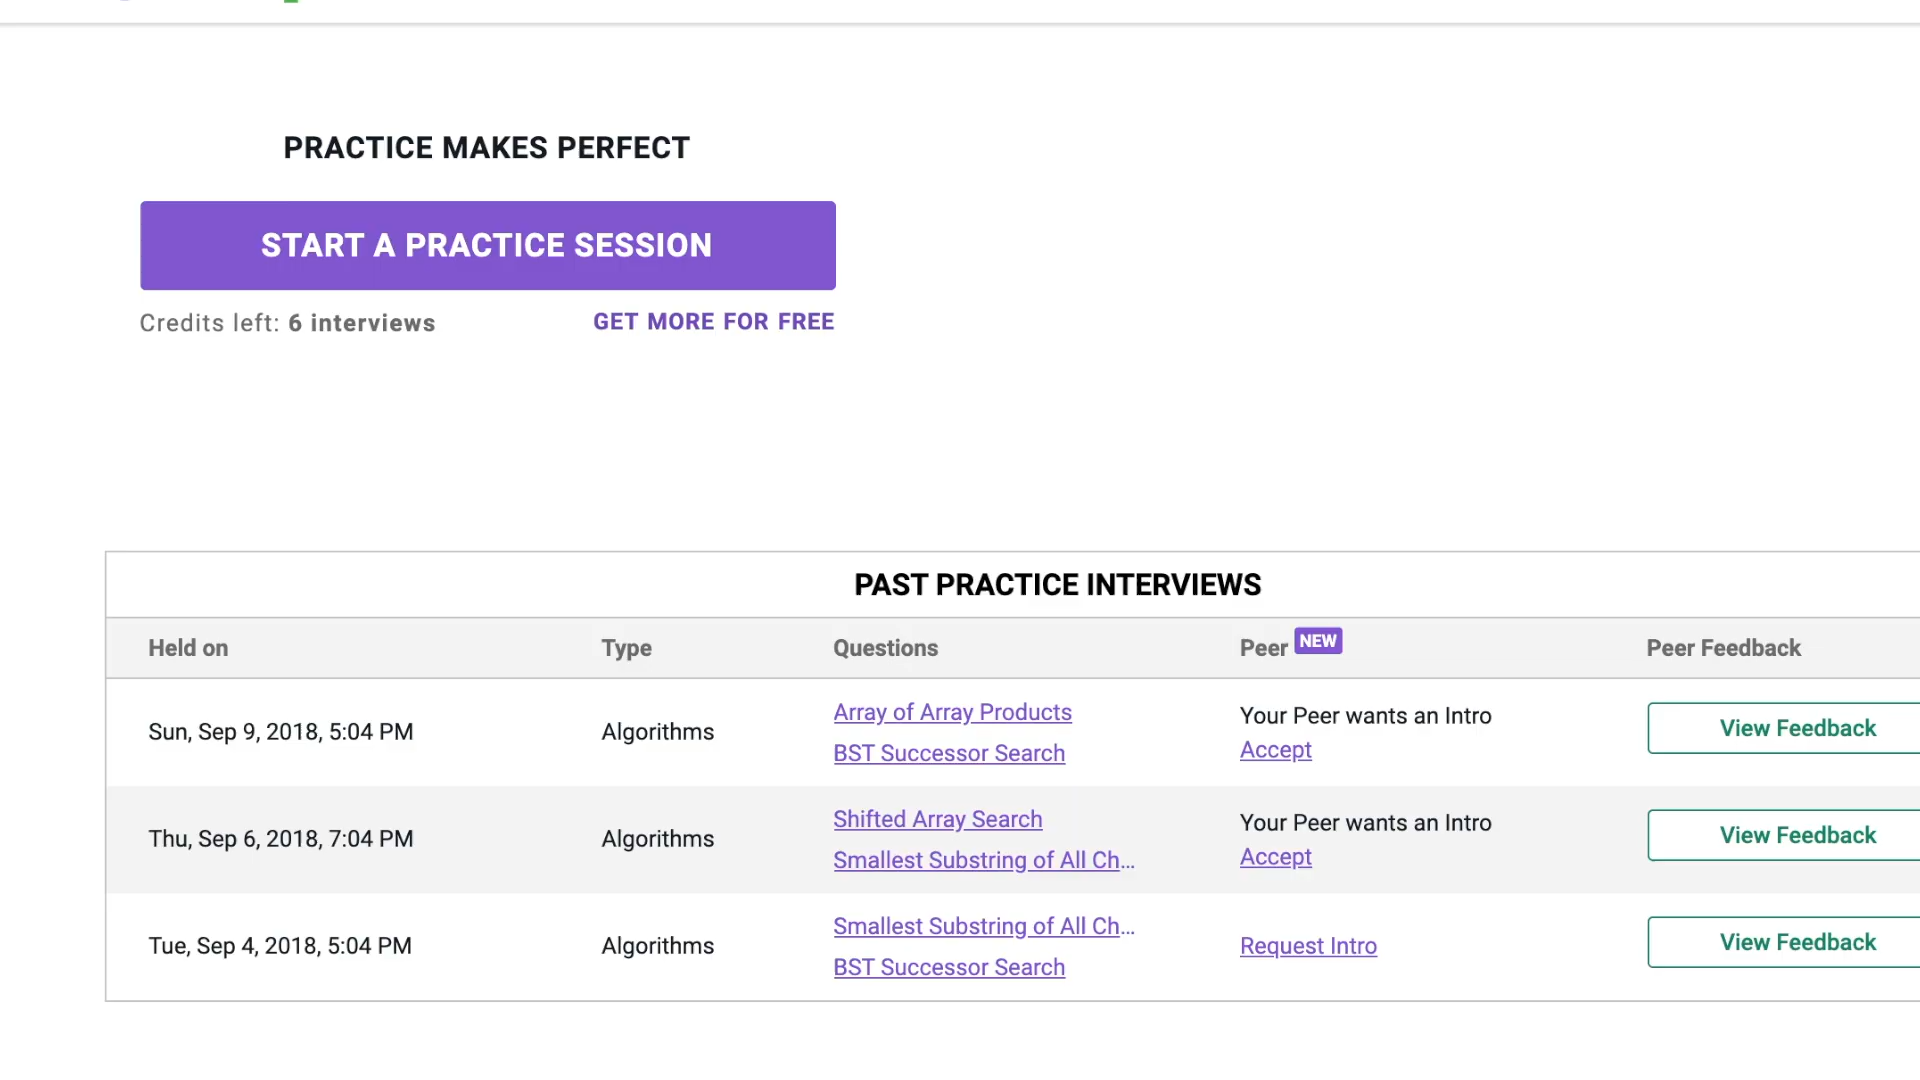 PRACTICE MAKES PERFECT
START A PRACTICE SESSION
Credits left: 6 interviews
GET MORE FOR FREE
PAST PRACTICE INTERVIEWS
Held on
Type
Questions
Peer NEW
Peer Feedback
Sun, Sep 9, 2018, 5:04 PM
Algorithms
Array of Array Products
BST Successor Search
Your Peer wants an Intro
Accept
View Feedback
Thu, Sep 6, 2018, 7:04 PM
Algorithms
Shifted Array Search
Smallest Substring of All Ch...
Your Peer wants an Intro
Accept
View Feedback
Tue, Sep 4, 2018, 5:04 PM
Algorithms
Smallest Substring of All Ch...
BST Successor Search
Request Intro
View Feedback